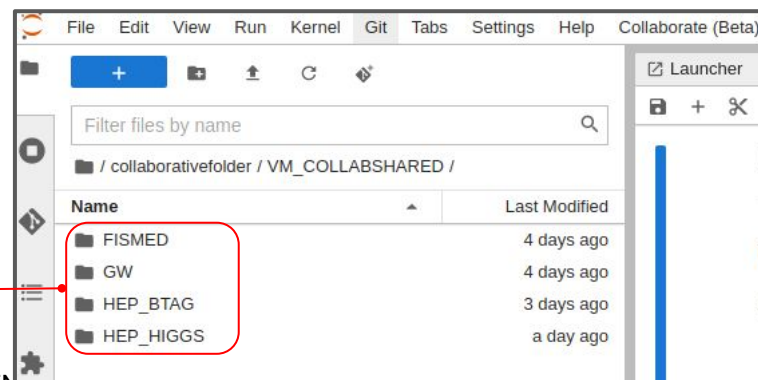 File Edit View Run Kernel Git Tabs Settings Help Collaborate (Beta)
Launcher
Filter files by name
/ collaborativefolder / VM_COLLABSHARED /
Name Last Modified
FISMED 4 days ago
GW 4 days ago
HEP_BTAG 3 days ago
HEP_HIGGS a day ago